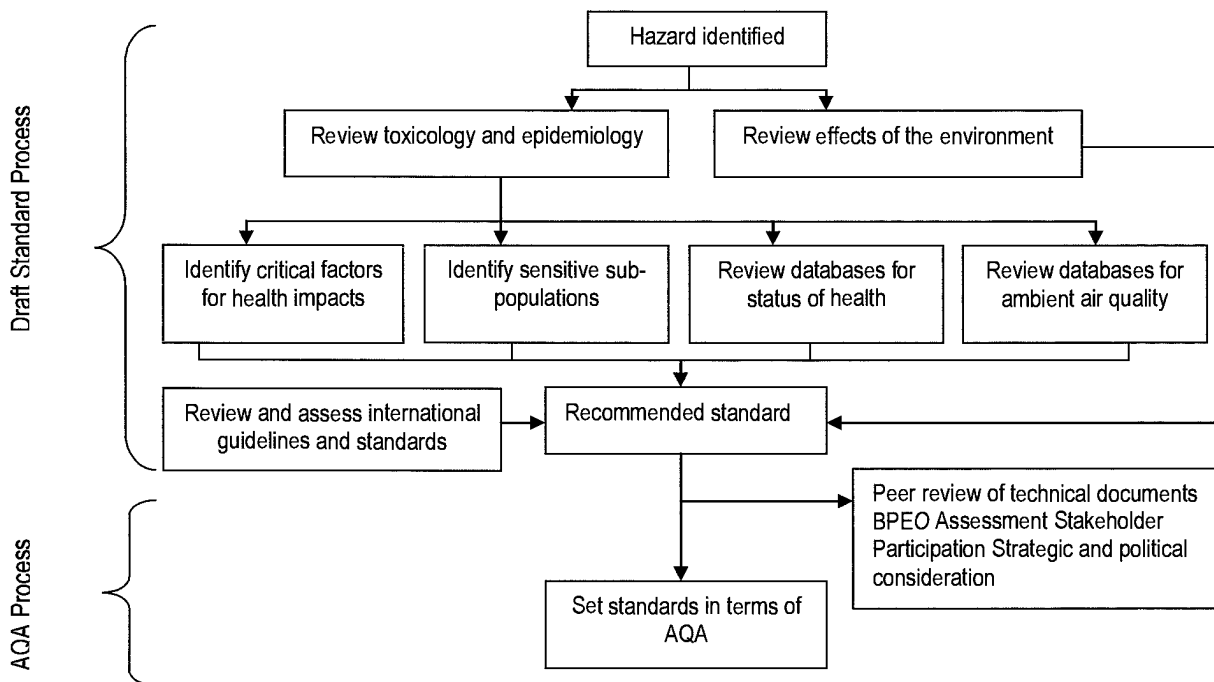 Hazard identified
Review toxicology and epidemiology
Review effects of the environment
Identify critical factors
for health impacts
Identify sensitive sub-
populations
Review databases for
status of health
Review databases for
ambient air quality
Review and assess international
guidelines and standards
Recommended standard
Draft Standard Process
Peer review of technical documents
BPEO Assessment Stakeholder
Participation Strategic and political
consideration
Set standards in terms of
AQA
AQA Process